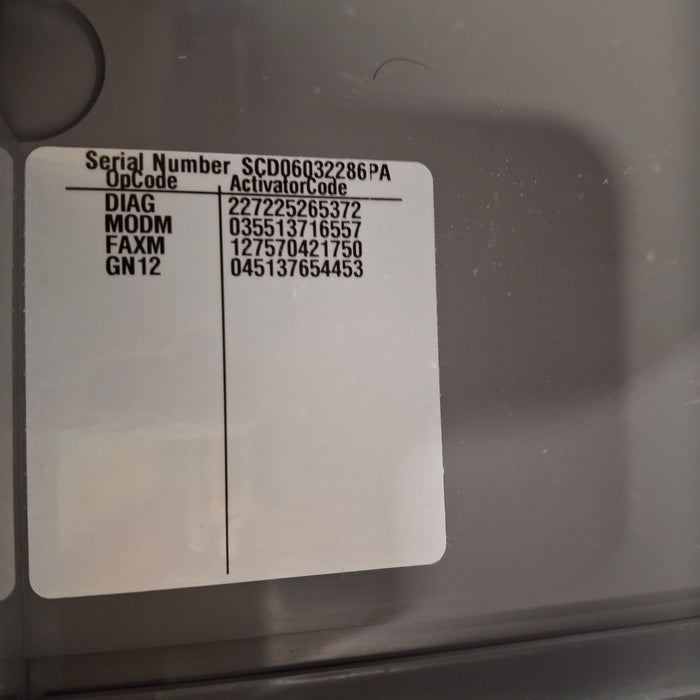 Serial Number SCD06032286PA
OpCode ActivatorCode
DIAG 227225265372
MODM 035513716557
FAXM 127570421750
GN12 045137654453